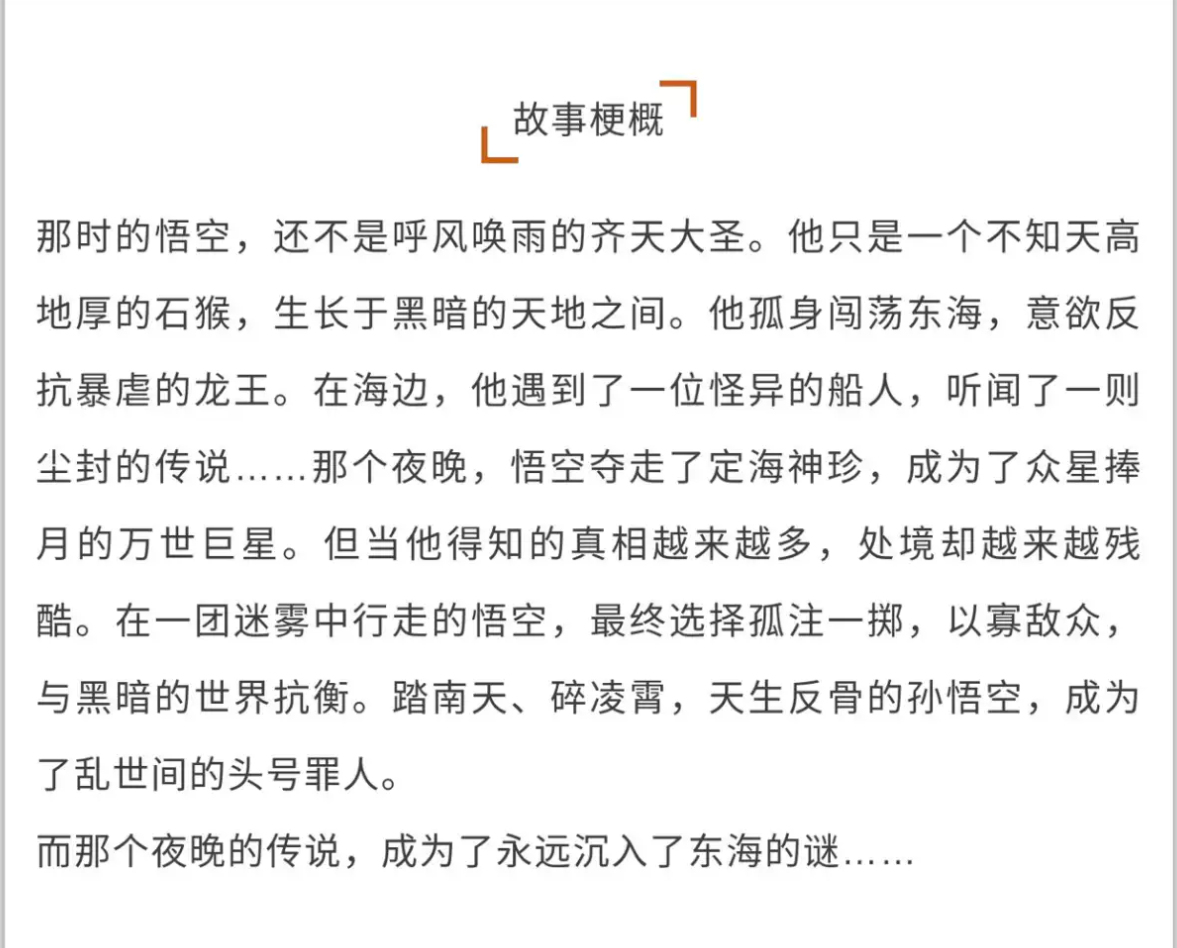 故事梗概
那时的悟空，还不是呼风唤雨的齐天大圣。他只是一个不知天高
地厚的石猴，生长于黑暗的天地之间。他孤身闯荡东海，意欲反
抗暴虐的龙王。在海边，他遇到了一位怪异的船人，听闻了一则
尘封的传说……那个夜晚，悟空夺走了定海神珍，成为了众星捧
月的万世巨星。但当他得知的真相越来越多，处境却越来越残
酷。在一团迷雾中行走的悟空，最终选择孤注一掷，以寡敌众，
与黑暗的世界抗衡。踏南天、碎凌霄，天生反骨的孙悟空，成为
了乱世间的头号罪人。
而那个夜晚的传说，成为了永远沉入了东海的谜……